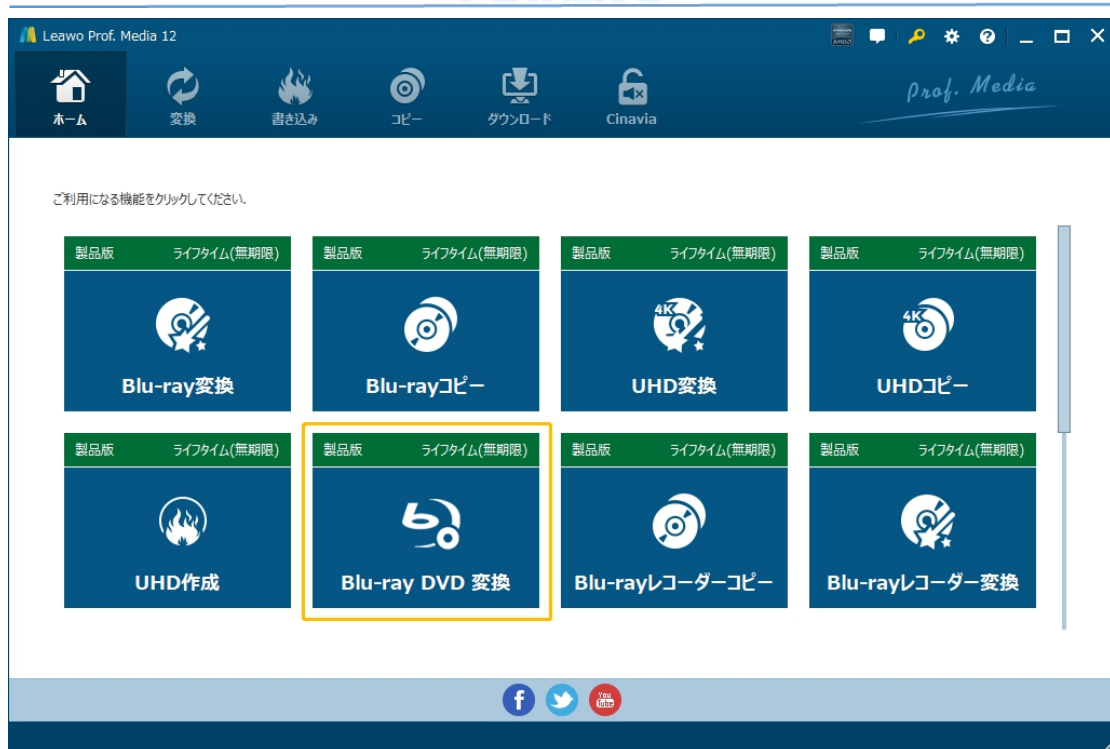 Leawo Prof. Media 12
ホーム 変換 書き込み コピー ダウンロード Cinavia
Prof. Media
ご利用になる機能をクリックしてください.
製品版 ライフタイム(無期限) 製品版 ライフタイム(無期限) 製品版 ライフタイム(無期限) 製品版 ライフタイム(無期限)
4K 4K
Blu-ray変換 Blu-rayコピー UHD変換 UHDコピー
製品版 ライフタイム(無期限) 製品版 ライフタイム(無期限) 製品版 ライフタイム(無期限) 製品版 ライフタイム(無期限)
UHD作成 Blu-ray DVD 変換 Blu-rayレコーダーコピー Blu-rayレコーダー変換
You
Tube